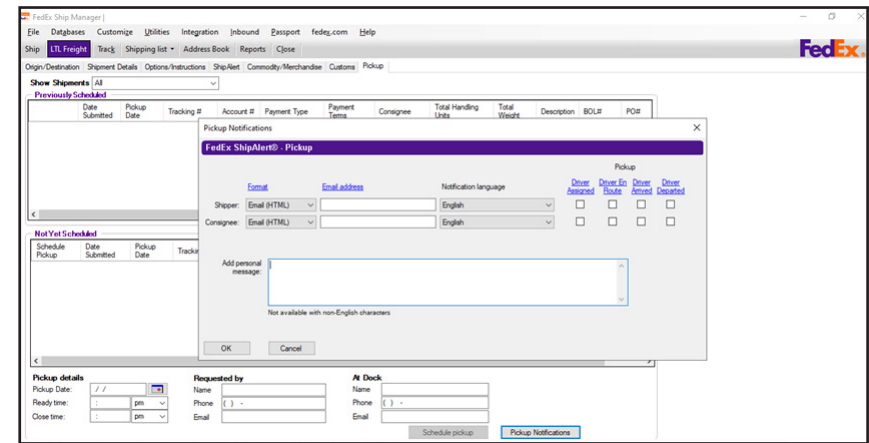 FedEx Ship Manager |
File Databases Customize Utilities Integration Inbound Passport fedex.com Help
Ship LTL Freight Track Shipping list Address Book Reports Close
FedEx
Origin/Destination Shipment Details Options/Instructions ShipAlert Commodity/Merchandise Customs Pickup
Show Shipments All
Previously Scheduled
Date Submitted Pickup Date Tracking # Account # Payment Type Payment Terms Consignee Total Handling Units Total Weight Description BOL# PO#
Pickup Notifications
FedEx ShipAlert® - Pickup
Pickup
Format Email address Notification language Driver Assigned Driver En Route Driver Arrived Driver Departed
Shipper: Email (HTML) English
Consignee: Email (HTML) English
Not Yet Scheduled
Schedule Pickup Date Submitted Pickup Date
Add personal message:
Not available with non-English characters
OK Cancel
Pickup details Requested by At Dock
Pickup Date: / / Name Name
Ready time: : pm Phone ( ) - Phone ( ) -
Close time: : pm Email Email
Schedule pickup Pickup Notifications